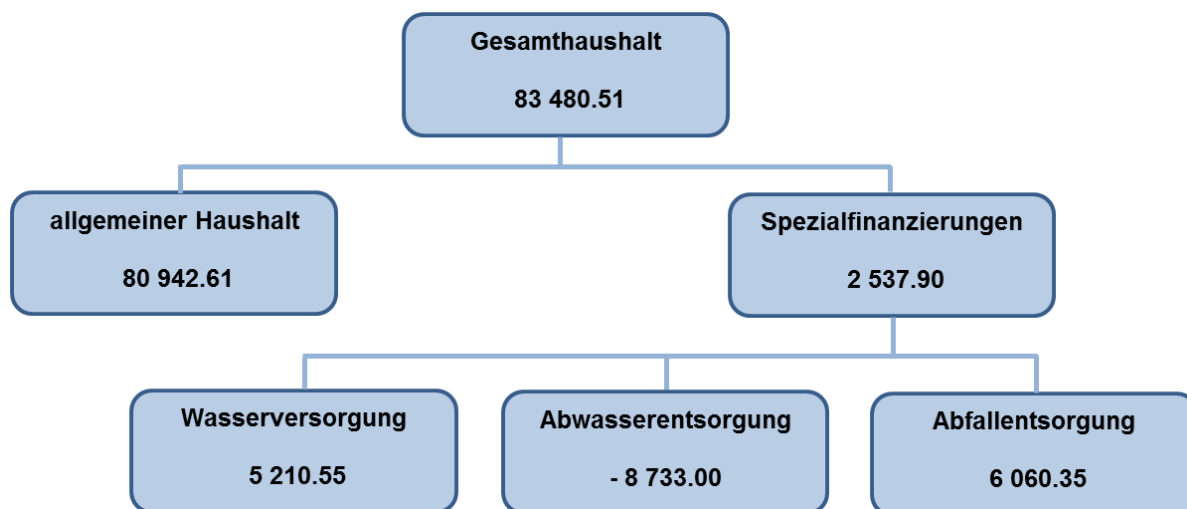 Gesamthaushalt
83 480.51
allgemeiner Haushalt
80 942.61
Spezialfinanzierungen
2 537.90
Wasserversorgung
5 210.55
Abwasserentsorgung
- 8 733.00
Abfallentsorgung
6 060.35